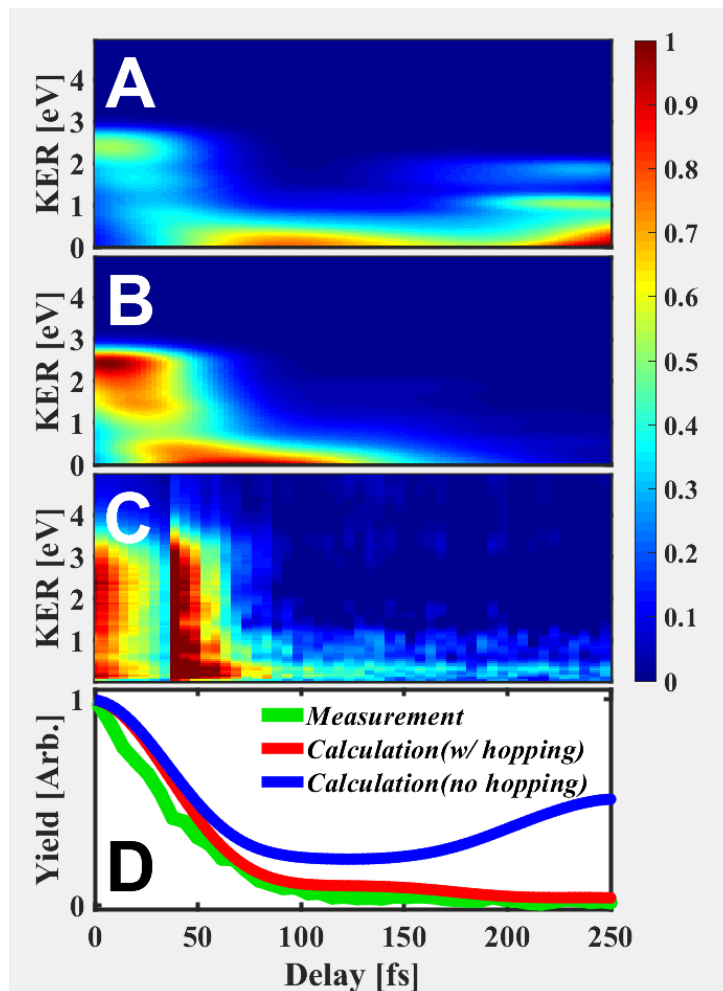 A
KER [eV]
4
3
2
1
0
B
KER [eV]
4
3
2
1
0
C
KER [eV]
4
3
2
1
1
0.9
0.8
0.7
0.6
0.5
0.4
0.3
0.2
0.1
0
D
Yield [Arb.]
1
0
Measurement
Calculation(w/ hopping)
Calculation(no hopping)
0 50 100 150 200 250
Delay [fs]